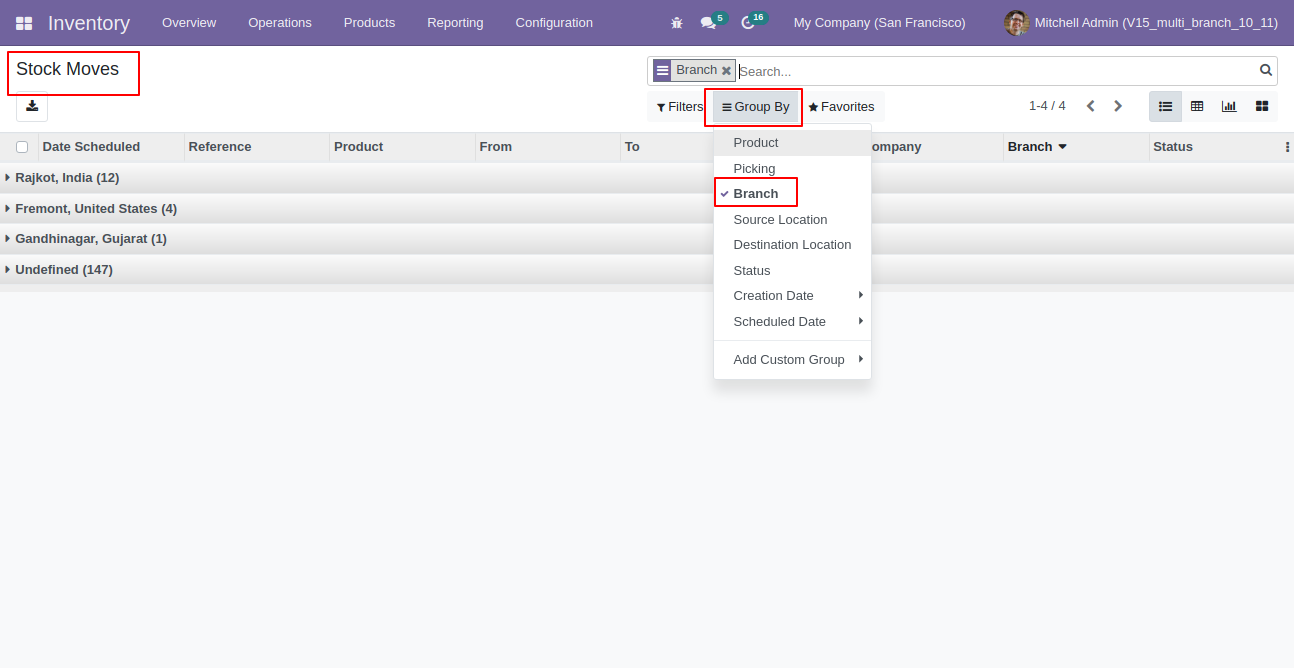 Inventory Overview Operations Products Reporting Configuration 5 16 My Company (San Francisco) Mitchell Admin (V15_multi_branch_10_11)
Stock Moves
Branch Search...
Filters Group By Favorites 1-4 / 4
Date Scheduled Reference Product From To ompany Branch Status
Rajkot, India (12)
Fremont, United States (4)
Gandhinagar, Gujarat (1)
Undefined (147)
Product
Picking
Branch
Source Location
Destination Location
Status
Creation Date
Scheduled Date
Add Custom Group